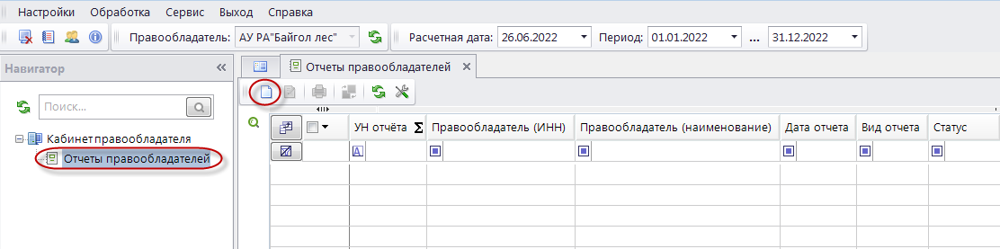 Настройки Обработка Сервис Выход Справка
Правообладатель: АУ РА"Байгол лес" Расчетная дата: 26.06.2022 Период: 01.01.2022 ... 31.12.2022
Навигатор
Отчеты правообладателей
Поиск...
Кабинет правообладателя
Отчеты правообладателей
УН отчёта Σ Правообладатель (ИНН) Правообладатель (наименование) Дата отчета Вид отчета Статус
A